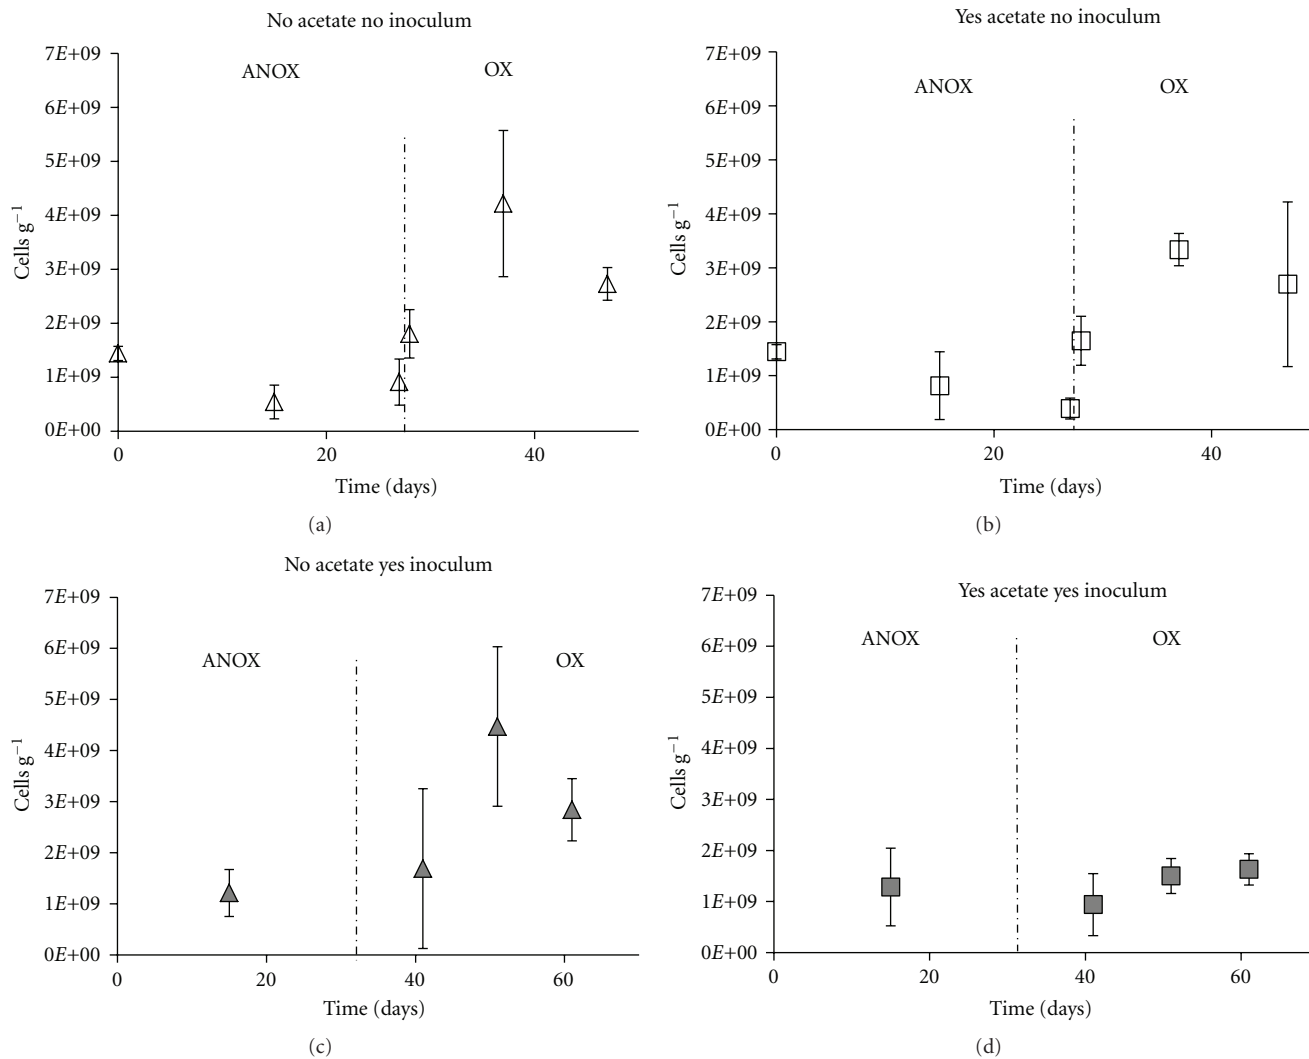 No acetate no inoculum
7E+09
6E+09
5E+09
4E+09
3E+09
2E+09
1E+09
0E+00
Cells g−1
ANOX
OX
0
20
40
Time (days)
(a)
Yes acetate no inoculum
7E+09
6E+09
5E+09
4E+09
3E+09
2E+09
1E+09
0E+00
Cells g−1
ANOX
OX
0
20
40
Time (days)
(b)
No acetate yes inoculum
7E+09
6E+09
5E+09
4E+09
3E+09
2E+09
1E+09
0E+00
Cells g−1
ANOX
OX
0
20
40
60
Time (days)
(c)
Yes acetate yes inoculum
7E+09
6E+09
5E+09
4E+09
3E+09
2E+09
1E+09
0E+00
Cells g−1
ANOX
OX
0
20
40
60
Time (days)
(d)